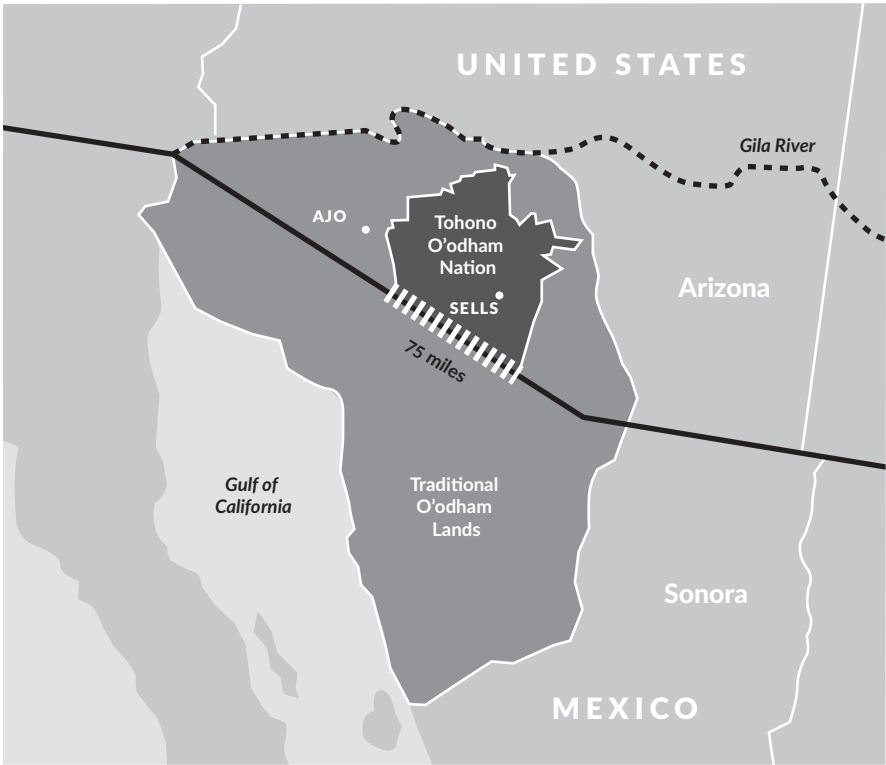 UNITED STATES
Gila River
AJO
Tohono
O'odham
Nation
SELLS
Arizona
75 miles
Gulf of
California
Traditional
O'odham
Lands
Sonora
MEXICO